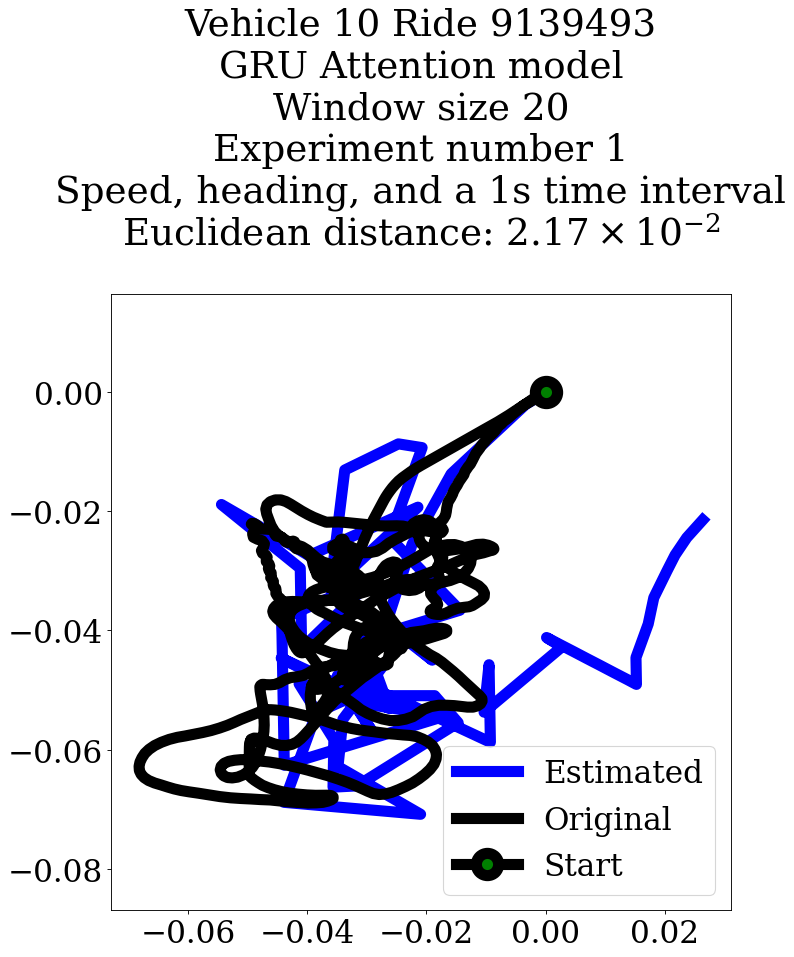 Vehicle 10 Ride 9139493
GRU Attention model
Window size 20
Experiment number 1
Speed, heading, and a 1s time interval
Euclidean distance: 2.17 × 10⁻²
0.00
−0.02
−0.04
−0.06
−0.08
Estimated
Original
Start
−0.06 −0.04 −0.02 0.00 0.02